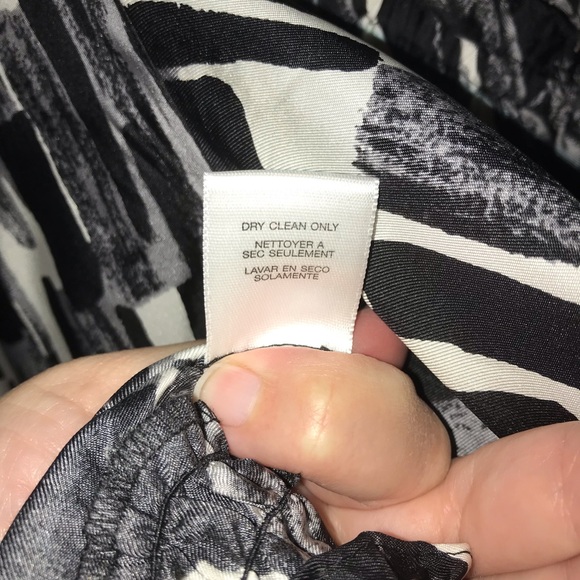 DRY CLEAN ONLY
NETTOYER A
SEC SEULEMENT
LAVAR EN SECO
SOLAMENTE